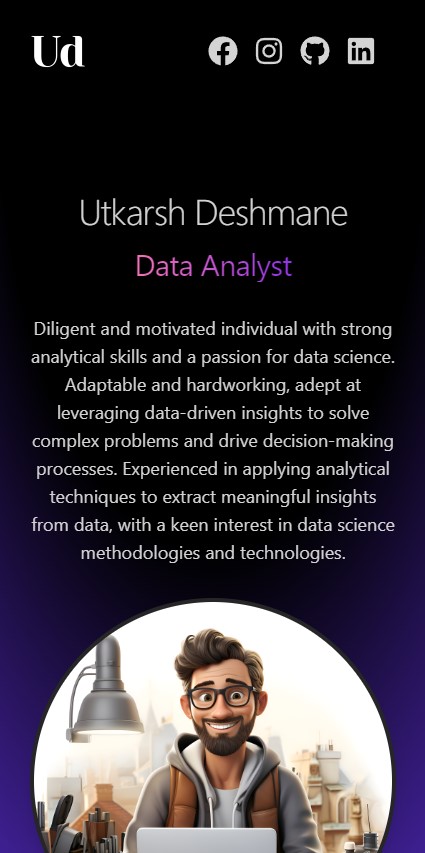 Ud
Utkarsh Deshmane
Data Analyst
Diligent and motivated individual with strong
analytical skills and a passion for data science.
Adaptable and hardworking, adept at
leveraging data-driven insights to solve
complex problems and drive decision-making
processes. Experienced in applying analytical
techniques to extract meaningful insights
from data, with a keen interest in data science
methodologies and technologies.